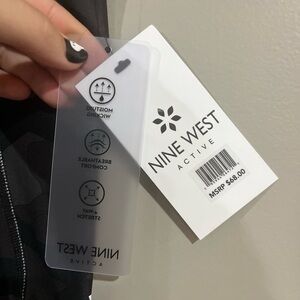 MOISTURE
WICKING
BREATHABLE
COMFORT
4-WAY
STRETCH
NINE WEST
ACTIVE
NINE WEST
ACTIVE
MSRP $68.00